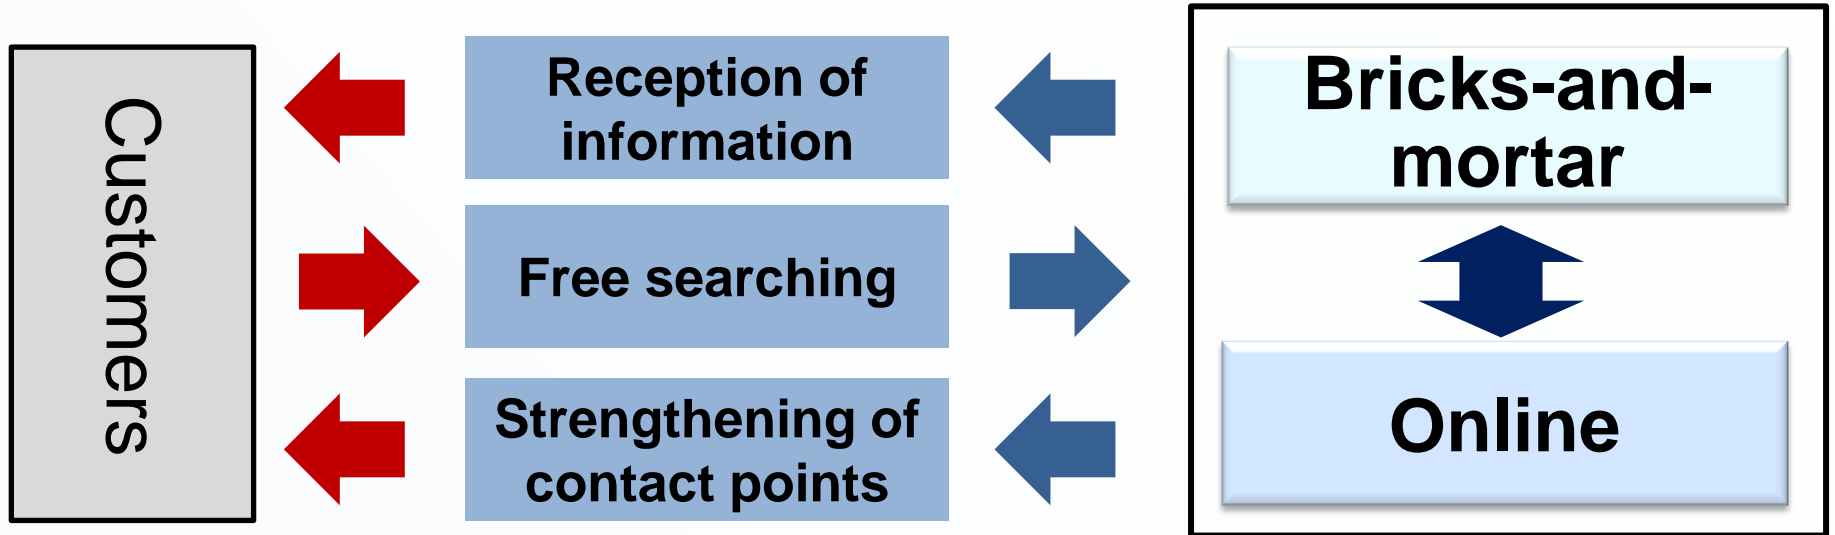 Customers
Reception of
information
Free searching
Strengthening of
contact points
Bricks-and-
mortar
Online